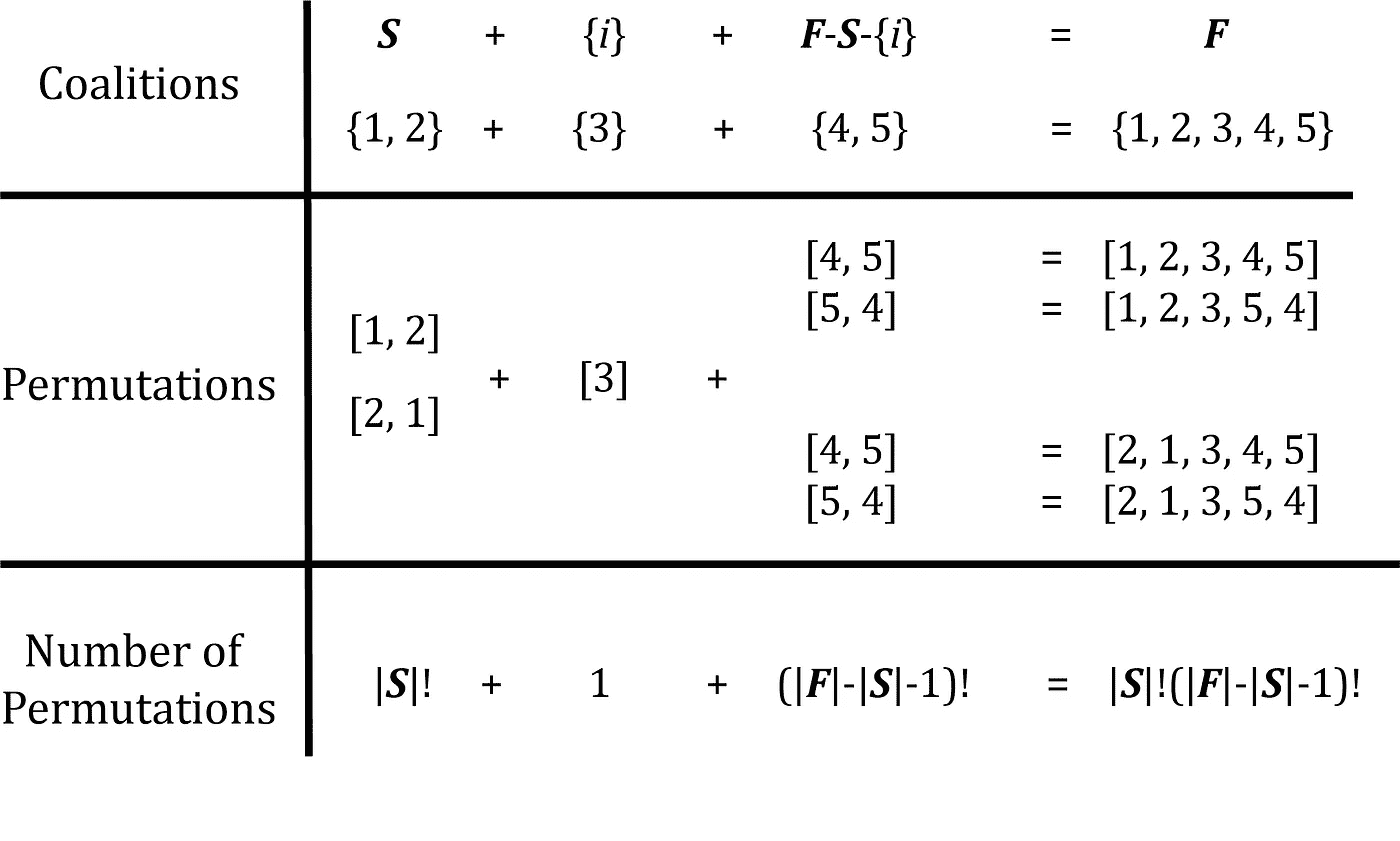 S + {i} + F-S-{i} = F
Coalitions
{1, 2} + {3} + {4, 5} = {1, 2, 3, 4, 5}
[4, 5] = [1, 2, 3, 4, 5]
[5, 4] = [1, 2, 3, 5, 4]
[1, 2]
Permutations + [3] +
[2, 1]
[4, 5] = [2, 1, 3, 4, 5]
[5, 4] = [2, 1, 3, 5, 4]
Number of
Permutations
|S|! + 1 + (|F|-|S|-1)! = |S|!(|F|-|S|-1)!